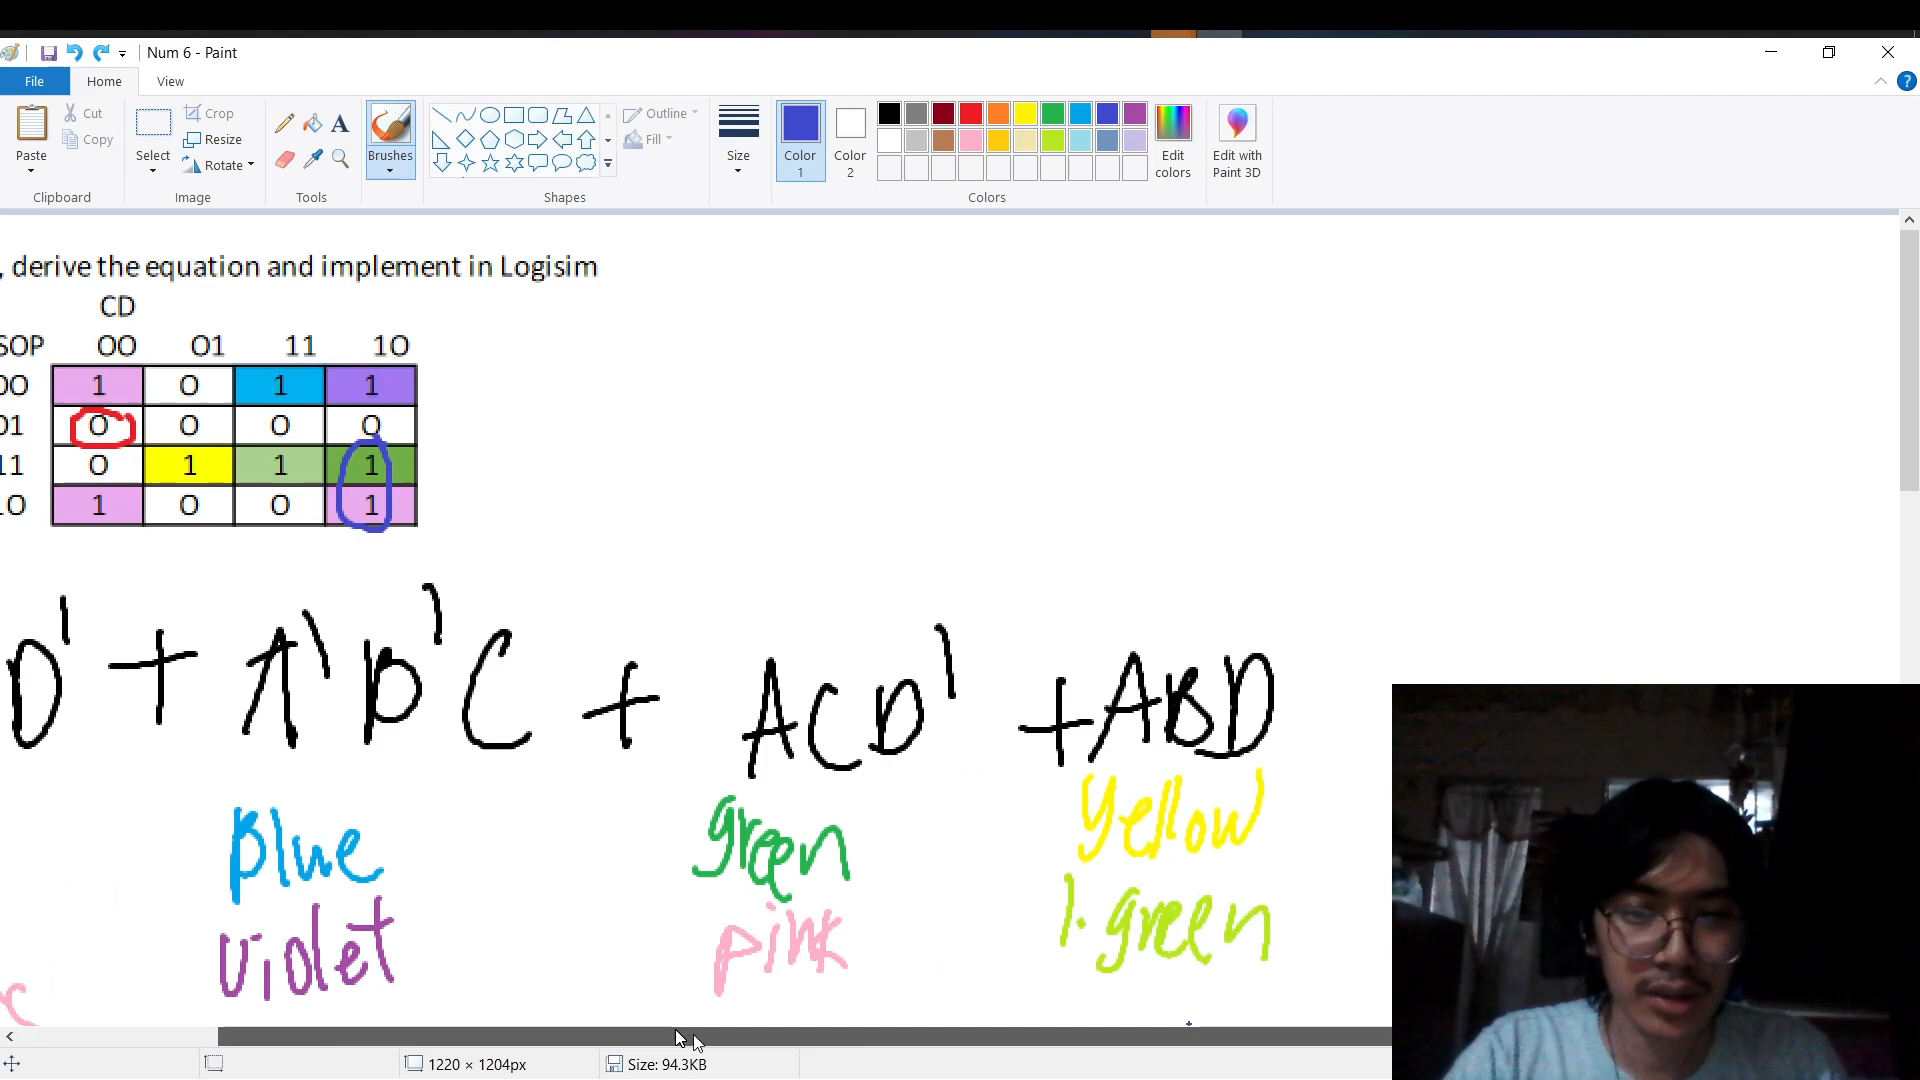 Num 6 - Paint
File Home View
Paste
Cut
Copy
Clipboard
Select
Crop
Resize
Rotate
Image
A
Tools
Brushes
Outline
Fill
Shapes
Size
Color 1
Color 2
Edit colors
Colors
Edit with Paint 3D
, derive the equation and implement in Logisim
CD
SOP 00 01 11 10
00 1 0 1 1
01 0 0 0 0
11 0 1 1 1
10 1 0 0 1
D' + A'B'C + ACD' + ABD
Blue green yellow
violet pink l. green
1220 × 1204px
Size: 94.3KB